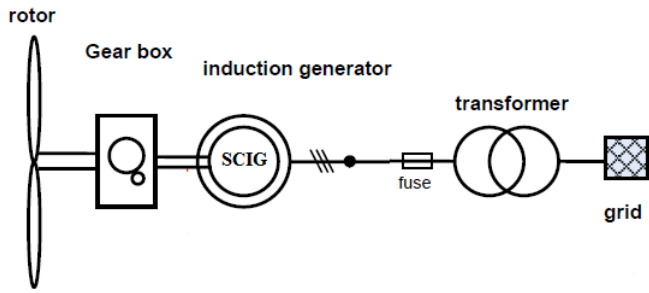 rotor
Gear box
induction generator
transformer
SCIG
fuse
grid